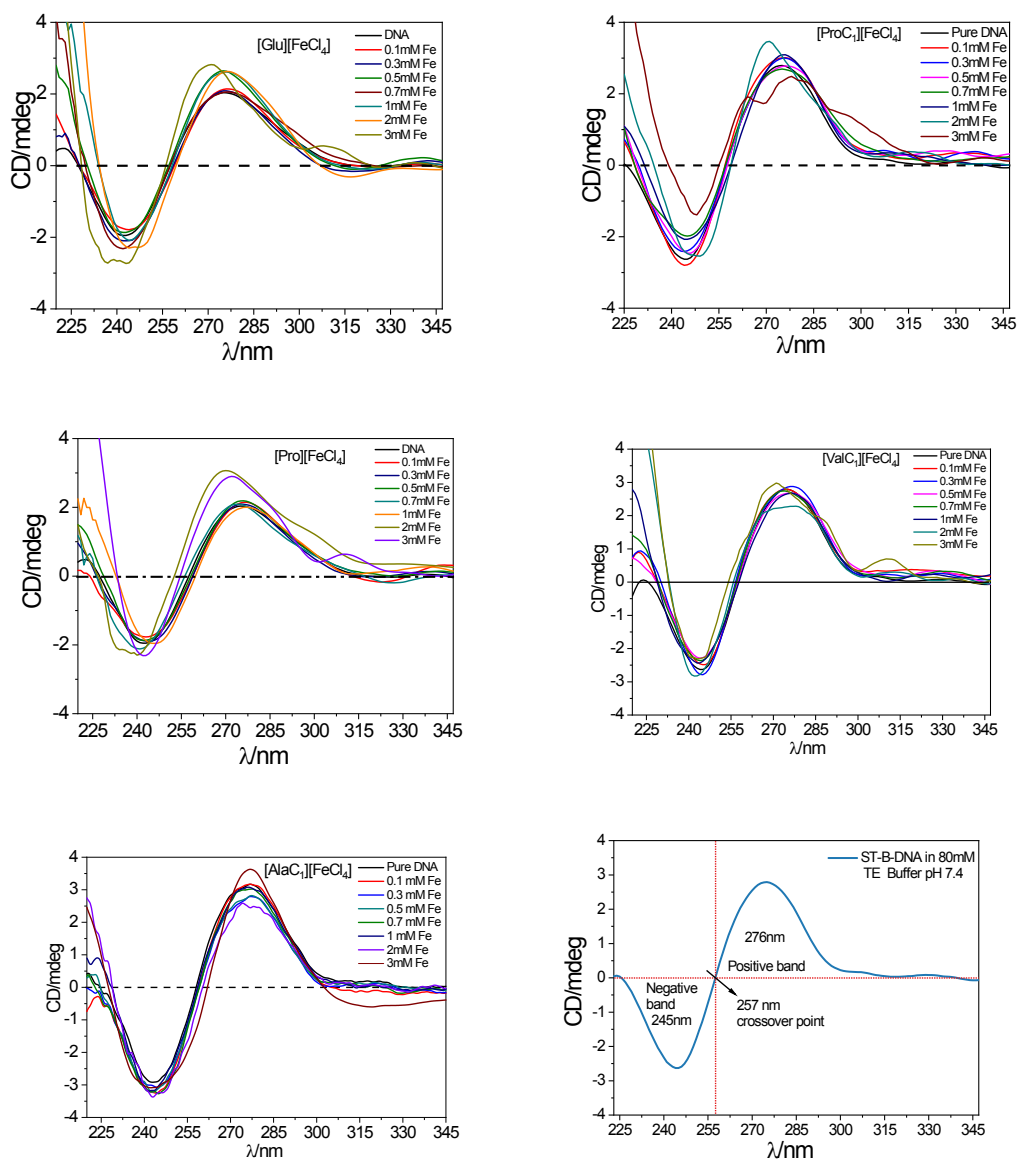 [Glu][FeCl4]
DNA
0.1mM Fe
0.3mM Fe
0.5mM Fe
0.7mM Fe
1mM Fe
2mM Fe
3mM Fe
CD/mdeg
4
2
0
-2
-4
225 240 255 270 285 300 315 330 345
λ/nm
[ProC1][FeCl4]
Pure DNA
0.1mM Fe
0.3mM Fe
0.5mM Fe
0.7mM Fe
1mM Fe
2mM Fe
3mM Fe
CD/mdeg
4
3
2
1
0
-1
-2
-3
-4
225 240 255 270 285 300 315 330 345
λ/nm
[Pro][FeCl4]
DNA
0.1mM Fe
0.3mM Fe
0.5mM Fe
0.7mM Fe
1mM Fe
2mM Fe
3mM Fe
CD/mdeg
4
2
0
-2
-4
225 240 255 270 285 300 315 330 345
λ/nm
[ValC1][FeCl4]
Pure DNA
0.1mM Fe
0.3mM Fe
0.5mM Fe
0.7mM Fe
1mM Fe
2mM Fe
3mM Fe
CD/mdeg
4
3
2
1
0
-1
-2
-3
-4
225 240 255 270 285 300 315 330 345
λ/nm
[AlaC1][FeCl4]
Pure DNA
0.1 mM Fe
0.3 mM Fe
0.5 mM Fe
0.7 mM Fe
1 mM Fe
2mM Fe
3mM Fe
CD/mdeg
4
3
2
1
0
-1
-2
-3
-4
225 240 255 270 285 300 315 330 345
λ/nm
ST-B-DNA in 80mM
TE Buffer pH 7.4
276nm
Positive band
Negative
band
245nm
257 nm
crossover point
CD/mdeg
4
3
2
1
0
-1
-2
-3
-4
225 240 255 270 285 300 315 330 345
λ/nm